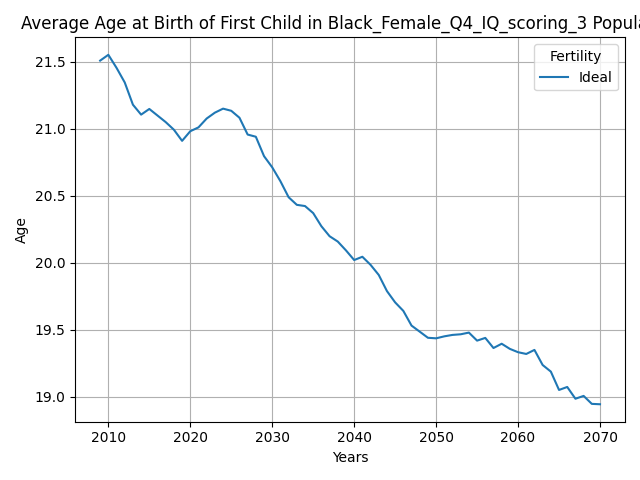 Average Age at Birth of First Child in Black_Female_Q4_IQ_scoring_3 Popula
Fertility
Ideal
21.5
21.0
20.5
20.0
19.5
19.0
Age
2010 2020 2030 2040 2050 2060 2070
Years